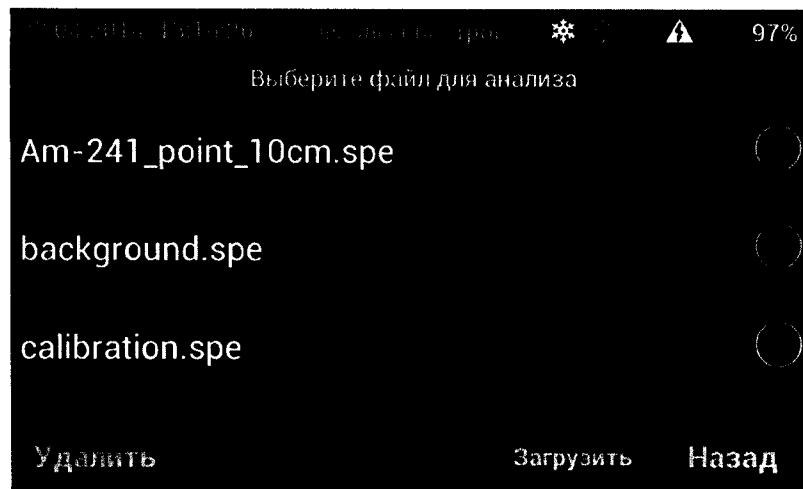 97%
Выберите файл для анализа
Am-241_point_10cm.spe
background.spe
calibration.spe
Удалить Загрузить Назад